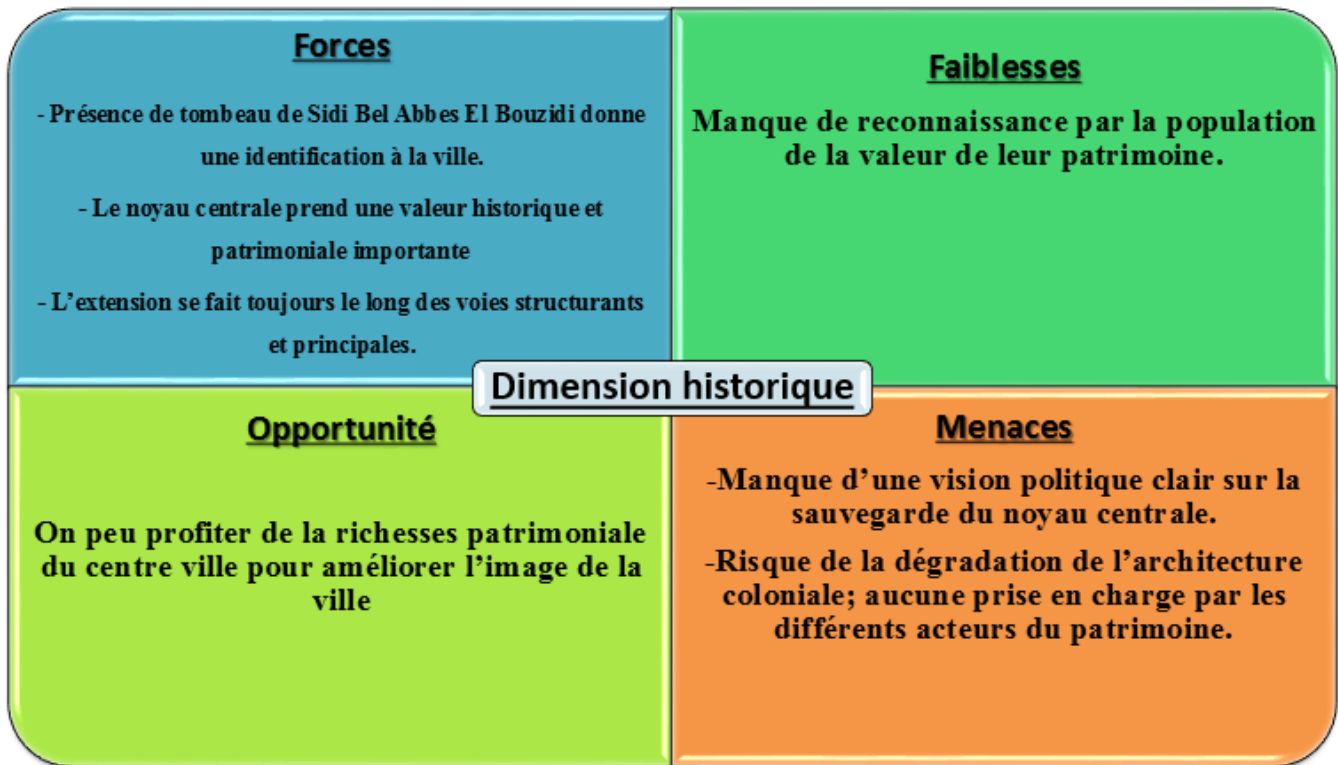 Forces
- Présence de tombeau de Sidi Bel Abbes El Bouzidi donne
une identification à la ville.
- Le noyau centrale prend une valeur historique et
patrimoniale importante
- L’extension se fait toujours le long des voies structurants
et principales.
Faiblesses
Manque de reconnaissance par la population
de la valeur de leur patrimoine.
Dimension historique
Opportunité
On peu profiter de la richesses patrimoniale
du centre ville pour améliorer l’image de la
ville
Menaces
-Manque d’une vision politique clair sur la
sauvegarde du noyau centrale.
-Risque de la dégradation de l’architecture
coloniale; aucune prise en charge par les
différents acteurs du patrimoine.